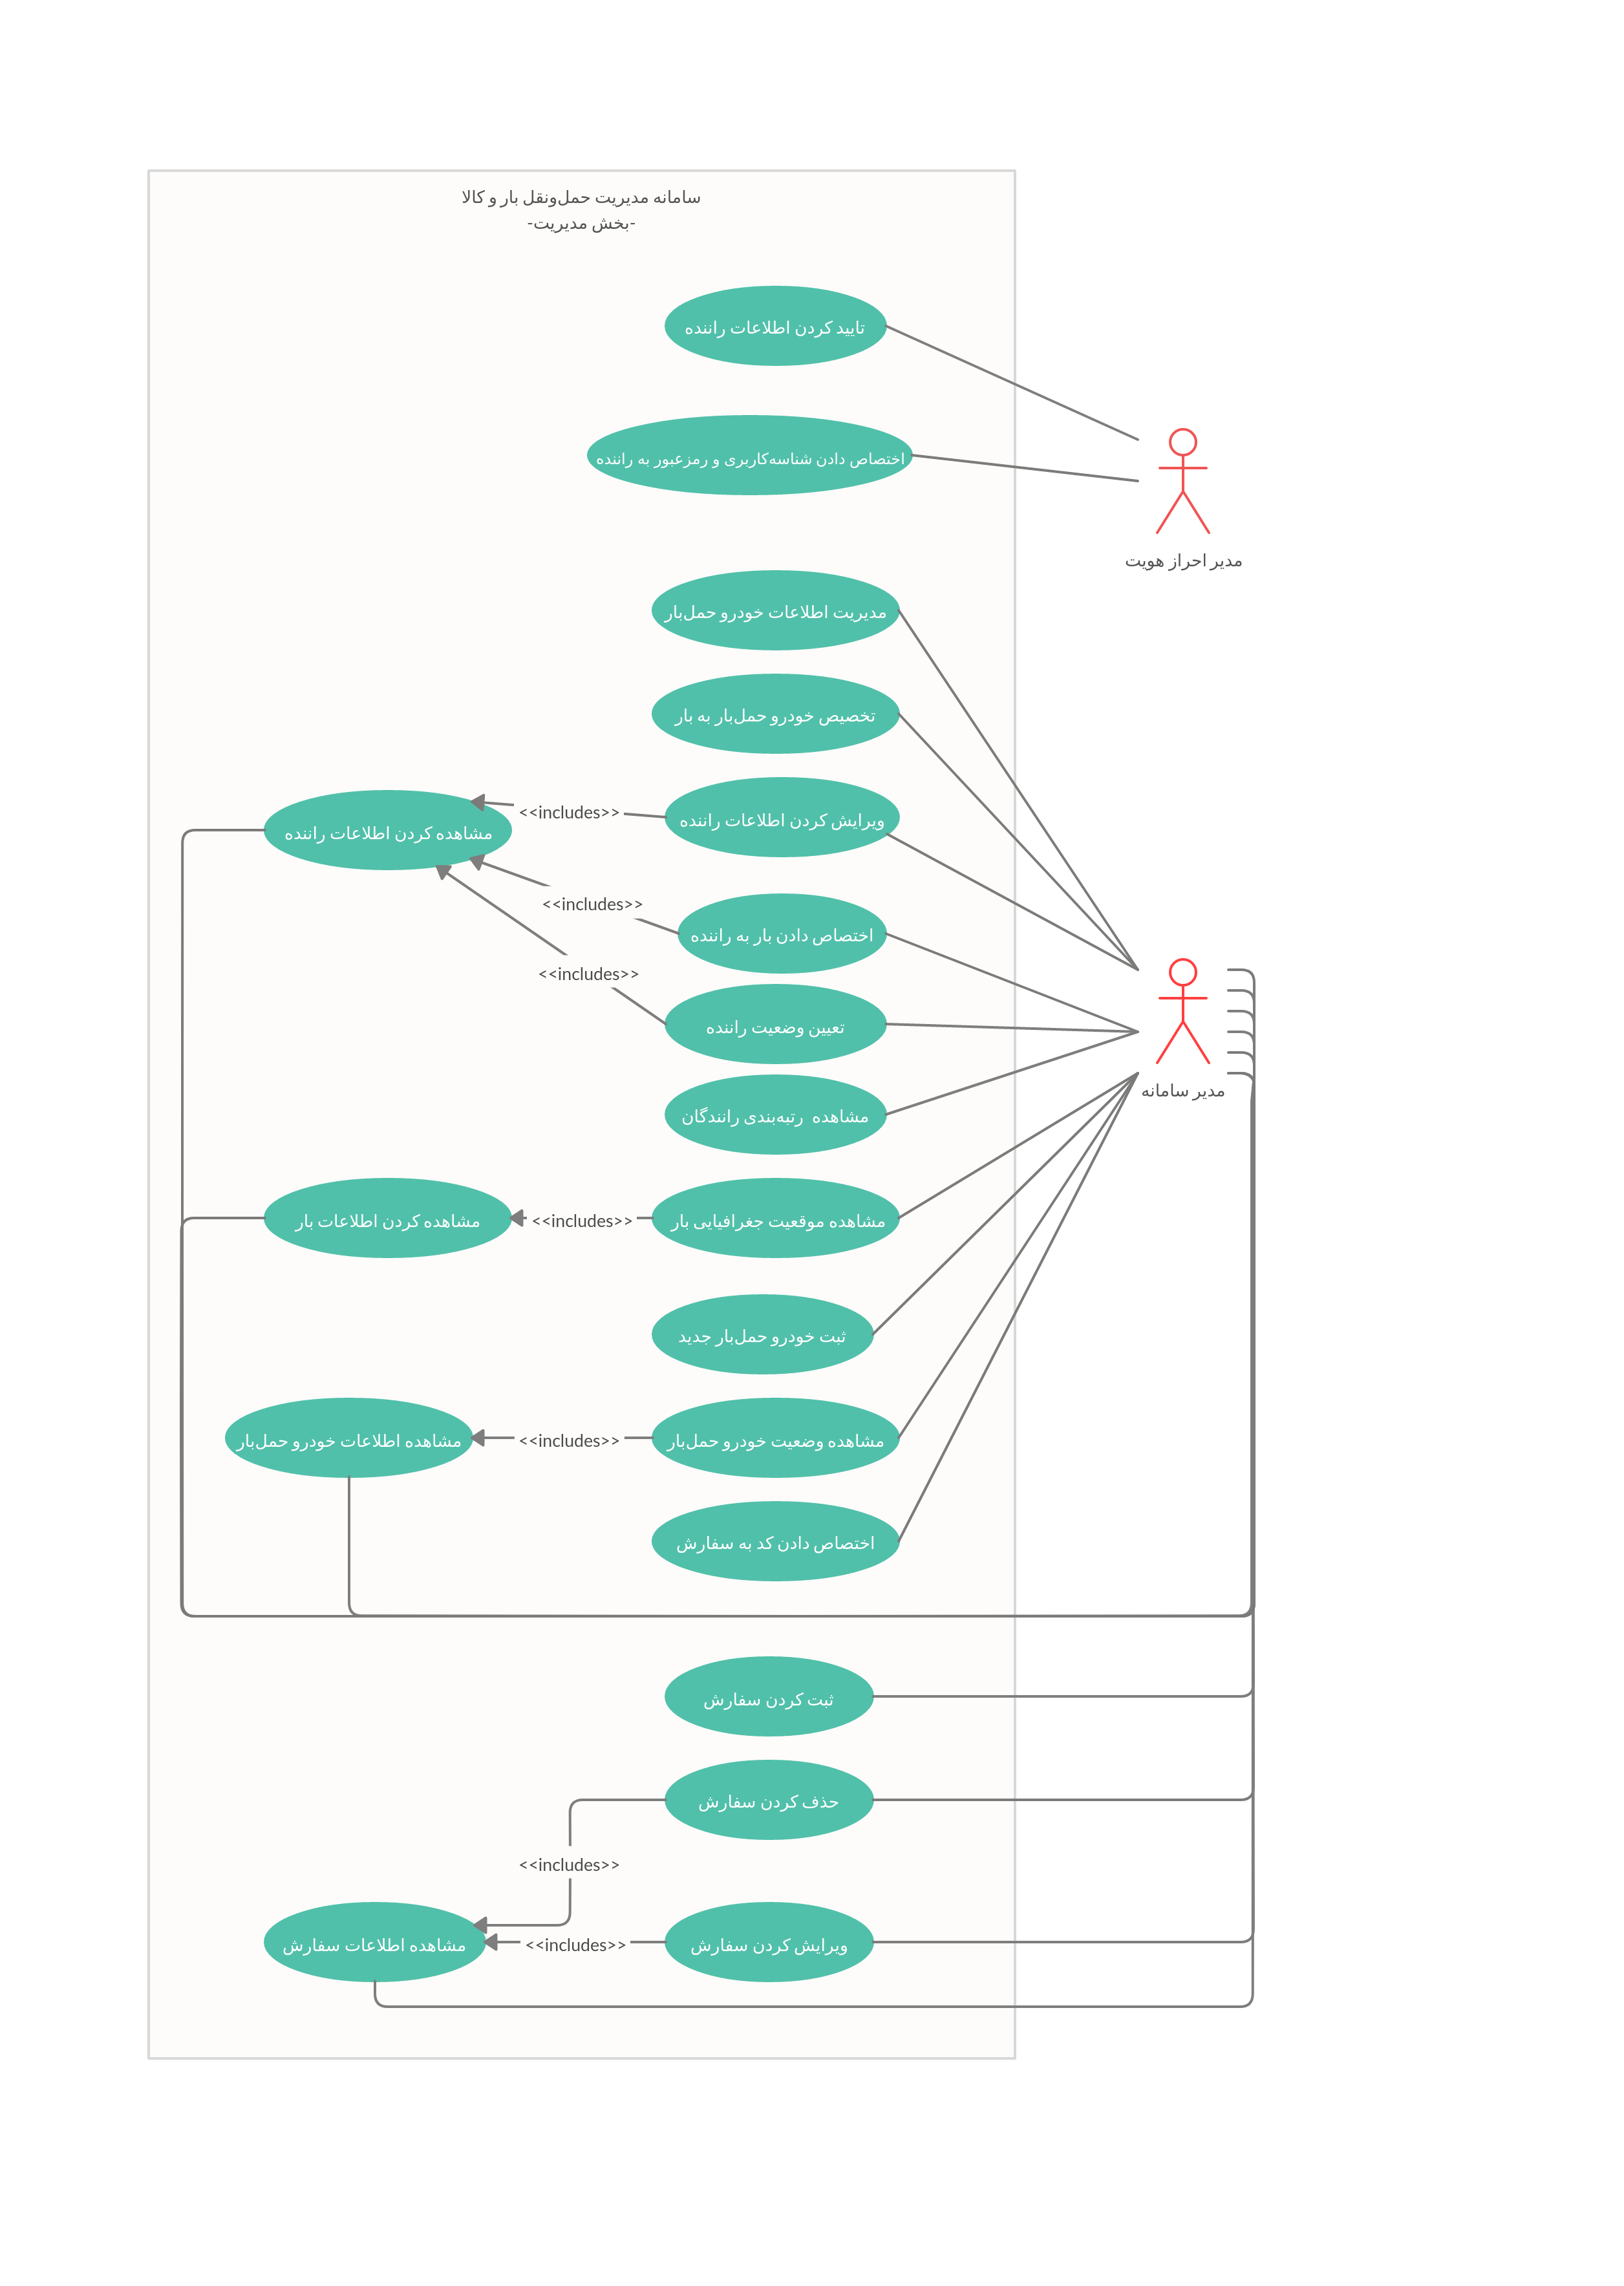 سامانه مدیریت حمل‌ونقل بار و کالا
-بخش مدیریت-
تایید کردن اطلاعات راننده
اختصاص دادن شناسه‌کاربری و رمزعبور به راننده
مدیر احراز هویت
مدیریت اطلاعات خودرو حمل‌بار
تخصیص خودرو حمل‌بار به بار
ویرایش کردن اطلاعات راننده
<<includes>>
مشاهده کردن اطلاعات راننده
<<includes>>
اختصاص دادن بار به راننده
<<includes>>
تعیین وضعیت راننده
مدیر سامانه
مشاهده رتبه‌بندی رانندگان
مشاهده موقعیت جغرافیایی بار
<<includes>>
مشاهده کردن اطلاعات بار
ثبت خودرو حمل‌بار جدید
مشاهده وضعیت خودرو حمل‌بار
<<includes>>
مشاهده اطلاعات خودرو حمل‌بار
اختصاص دادن کد به سفارش
ثبت کردن سفارش
حذف کردن سفارش
<<includes>>
ویرایش کردن سفارش
<<includes>>
مشاهده اطلاعات سفارش